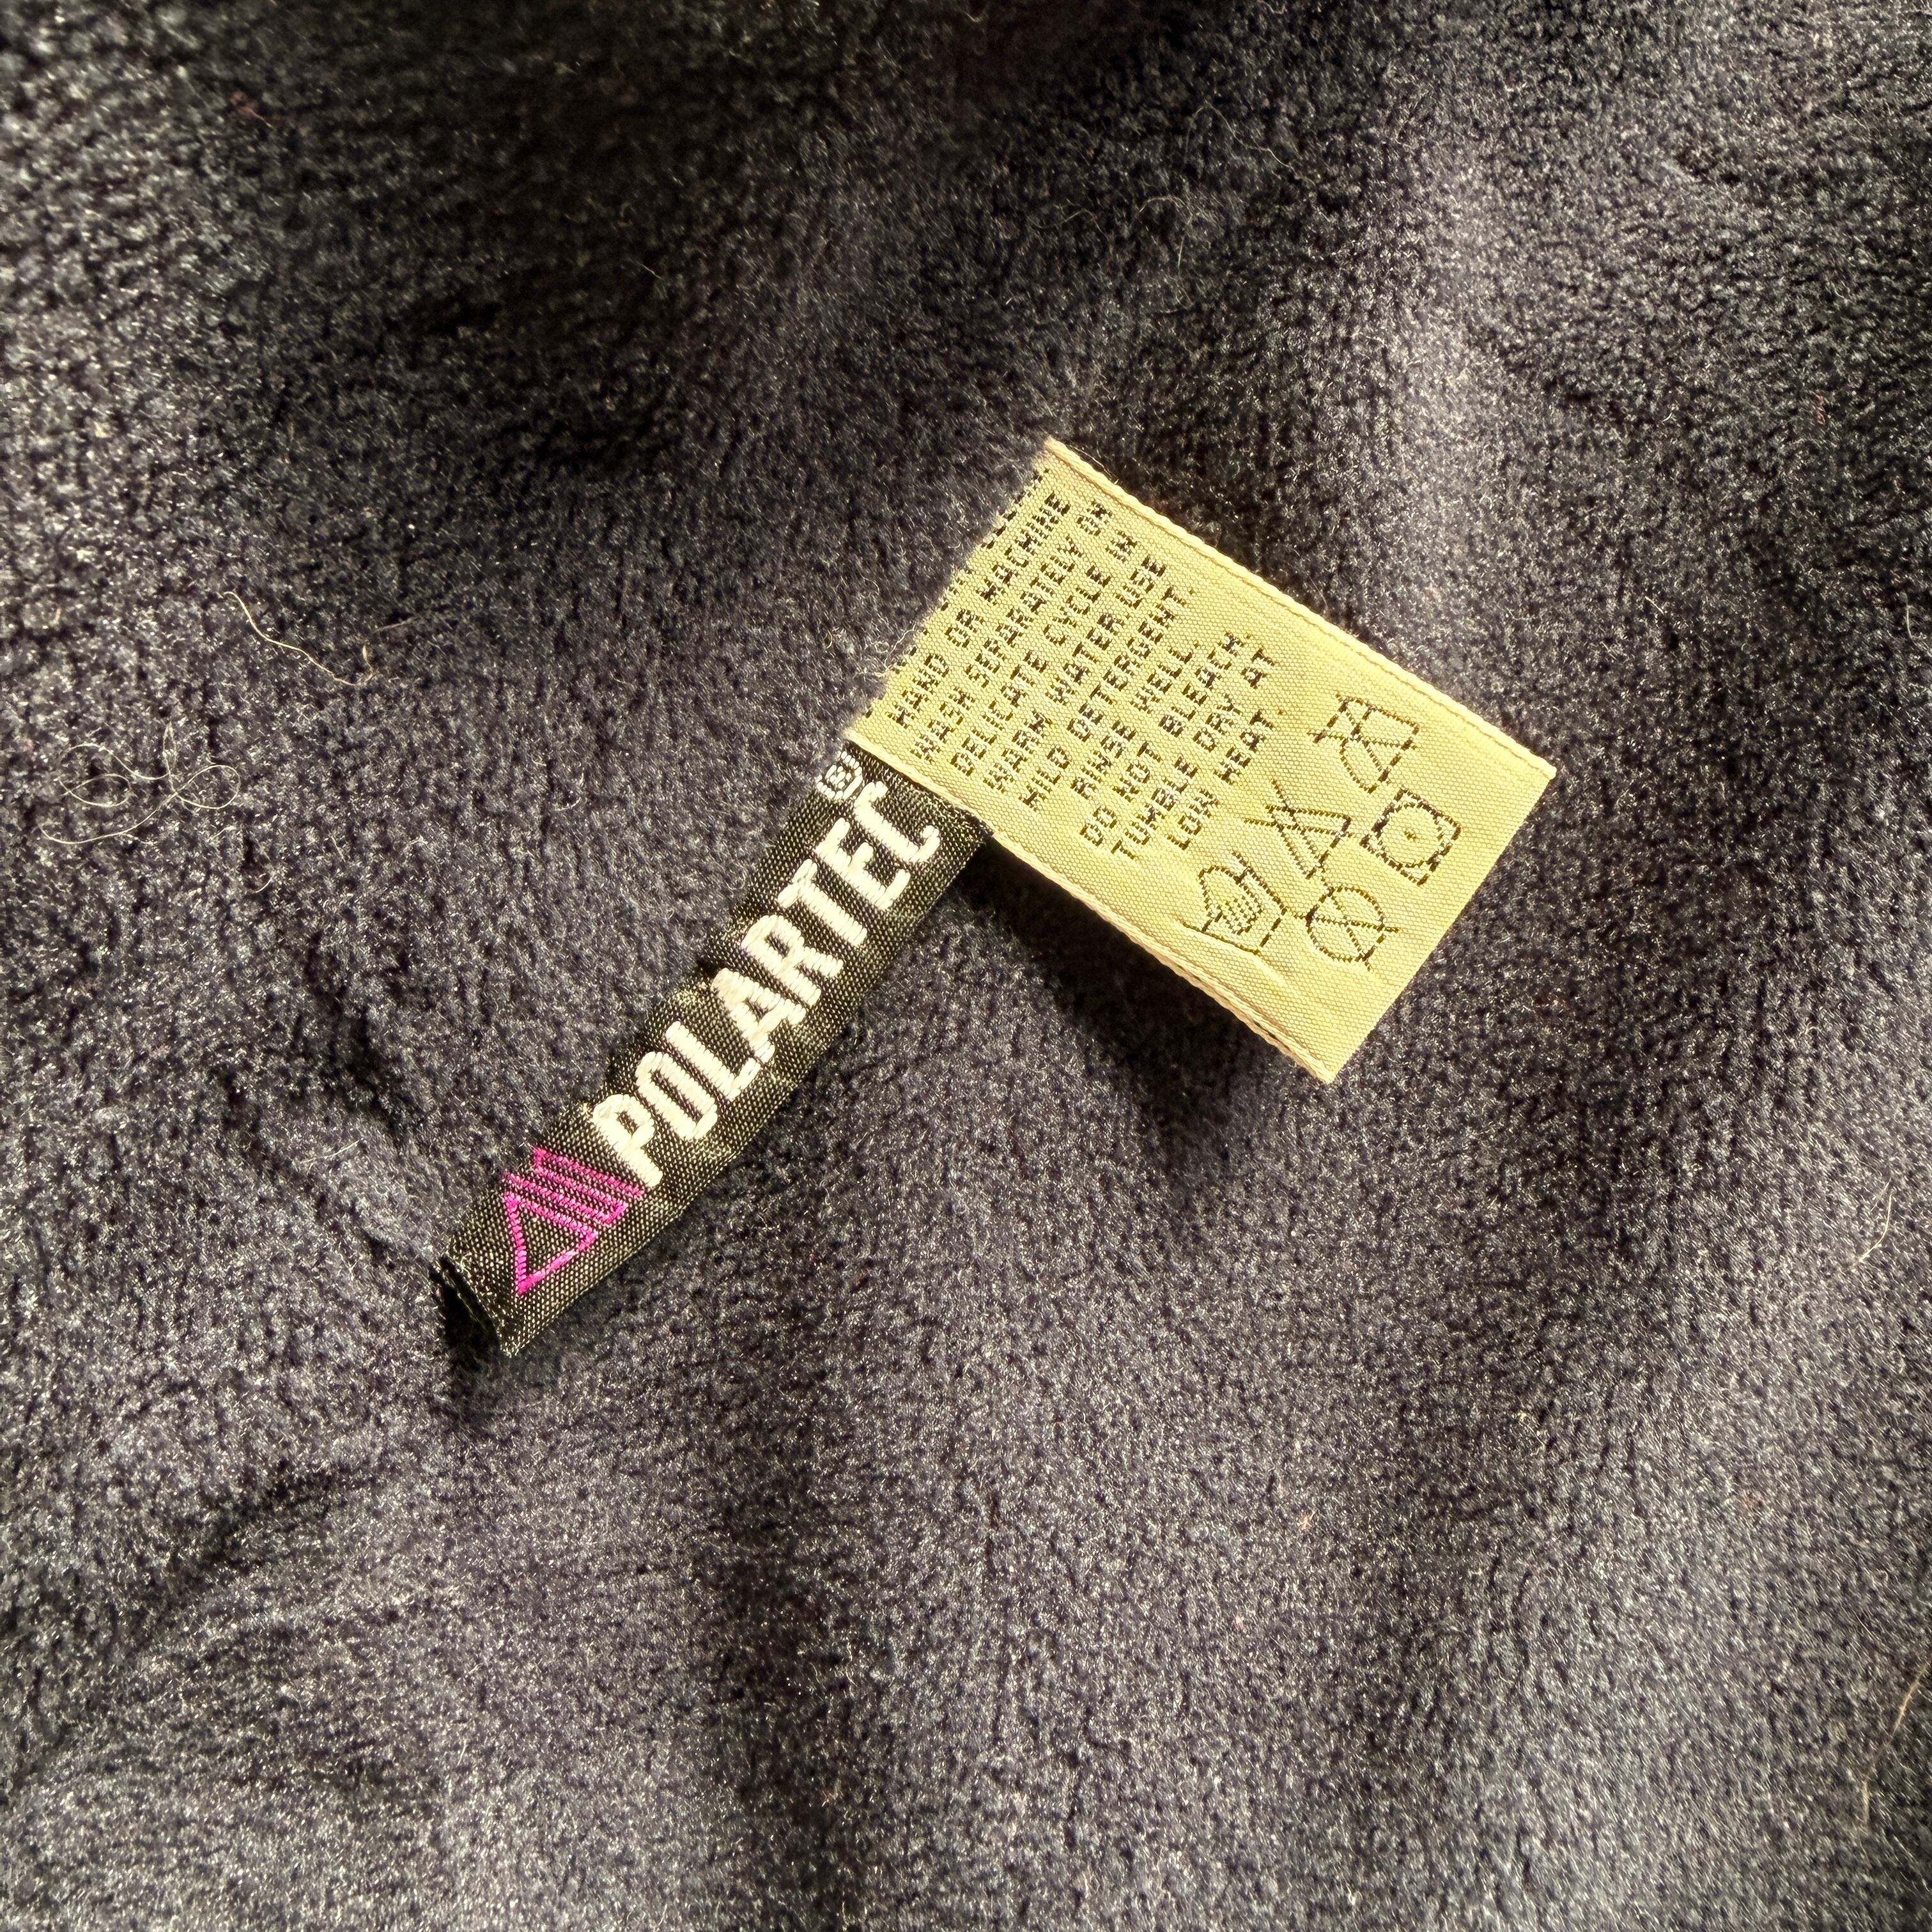 HAND OR MACHINE
WASH SEPARATELY ON
DELICATE CYCLE IN
WARM WATER USE
MILD DETERGENT.
RINSE WELL.
DO NOT BLEACH
TUMBLE DRY AT
LOW HEAT.
POLARTEC®